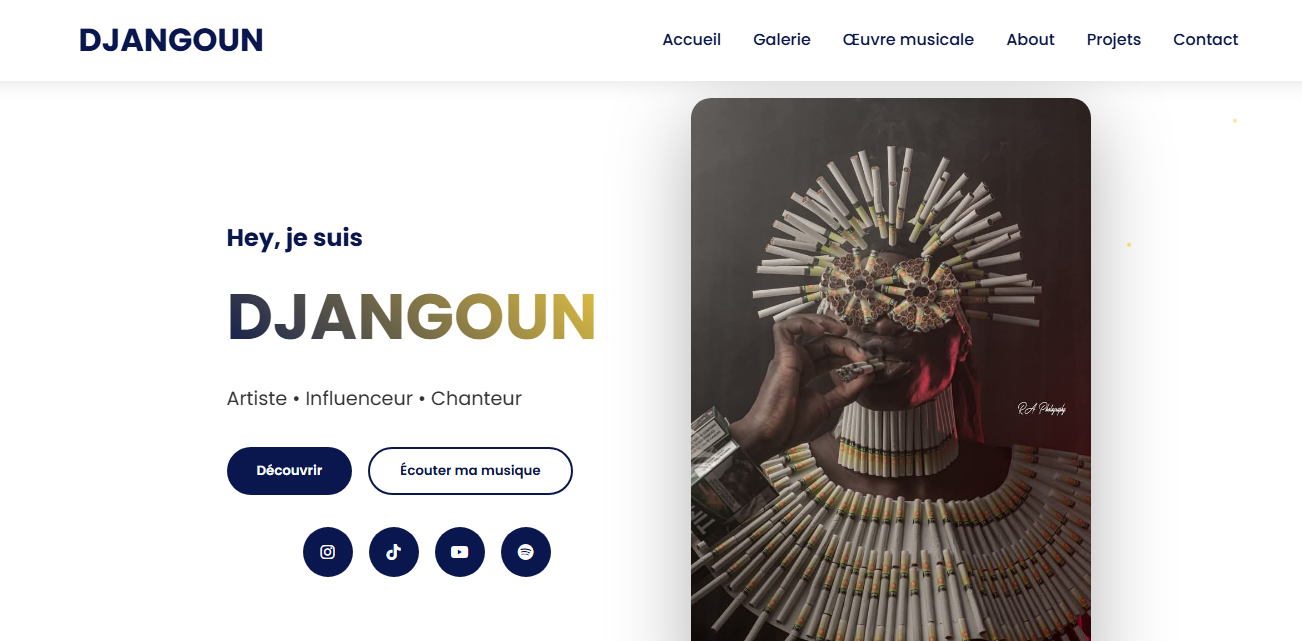 DJANGOUN
Accueil Galerie Œuvre musicale About Projets Contact
Hey, je suis
DJANGOUN
Artiste • Influenceur • Chanteur
Découvrir Écouter ma musique
RA Photography